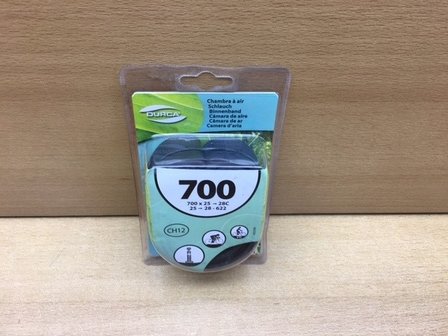 DURCA
Chambre à air
Schlauch
Binnenband
Cámara de aire
Câmara de ar
Camera d'aria
700
700 x 25 → 28C
25 → 28 - 622
CH12